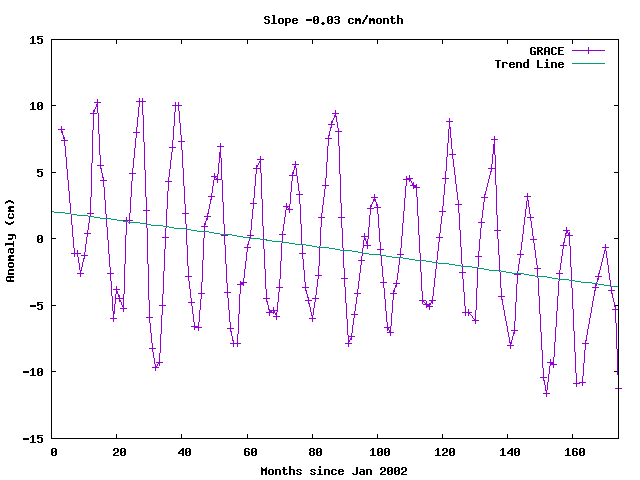 Slope -0.03 cm/month
GRACE
Trend Line
Anomaly (cm)
15
10
5
0
-5
-10
-15
0 20 40 60 80 100 120 140 160
Months since Jan 2002